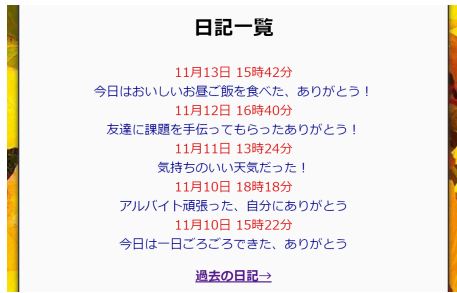 日記一覧
11月13日 15時42分
今日はおいしいお昼ご飯を食べた、ありがとう！
11月12日 16時40分
友達に課題を手伝ってもらったありがとう！
11月11日 13時24分
気持ちのいい天気だった！
11月10日 18時18分
アルバイト頑張った、自分にありがとう
11月10日 15時22分
今日は一日ごろごろできた、ありがとう
過去の日記→